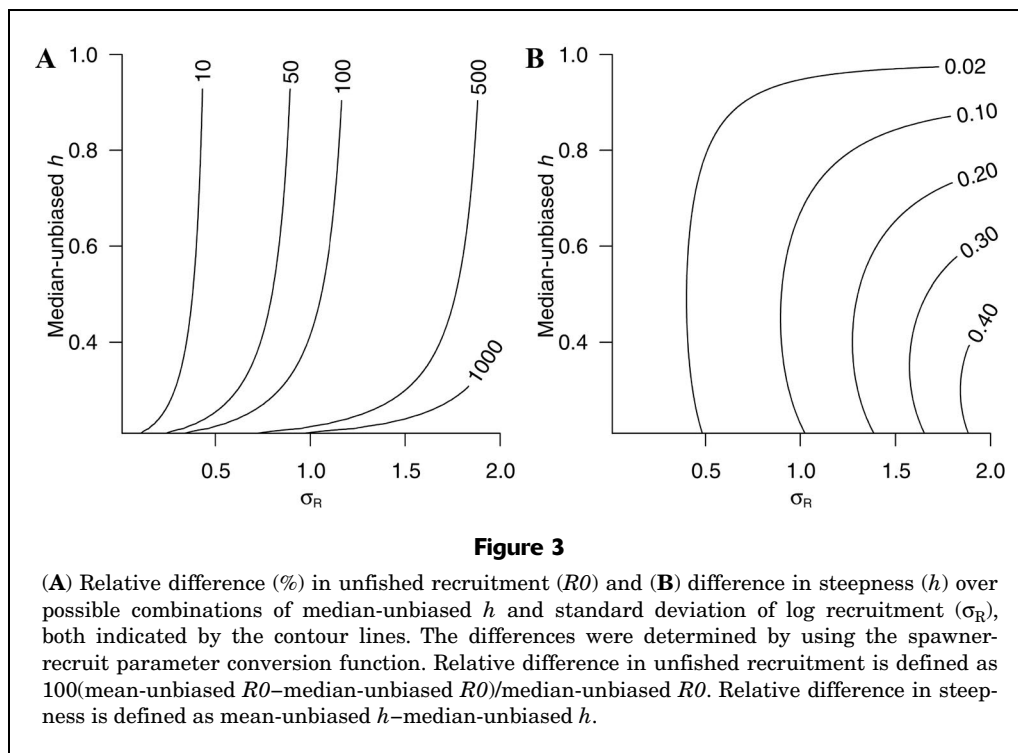 A
B
1.0
0.8
0.6
0.4
Median-unbiased h
10
50
100
500
1000
0.5
1.0
1.5
2.0
σR
1.0
0.8
0.6
0.4
Median-unbiased h
0.02
0.10
0.20
0.30
0.40
0.5
1.0
1.5
2.0
σR
Figure 3
(A) Relative difference (%) in unfished recruitment (R0) and (B) difference in steepness (h) over
possible combinations of median-unbiased h and standard deviation of log recruitment (σR),
both indicated by the contour lines. The differences were determined by using the spawner-
recruit parameter conversion function. Relative difference in unfished recruitment is defined as
100(mean-unbiased R0–median-unbiased R0)/median-unbiased R0. Relative difference in steep-
ness is defined as mean-unbiased h–median-unbiased h.